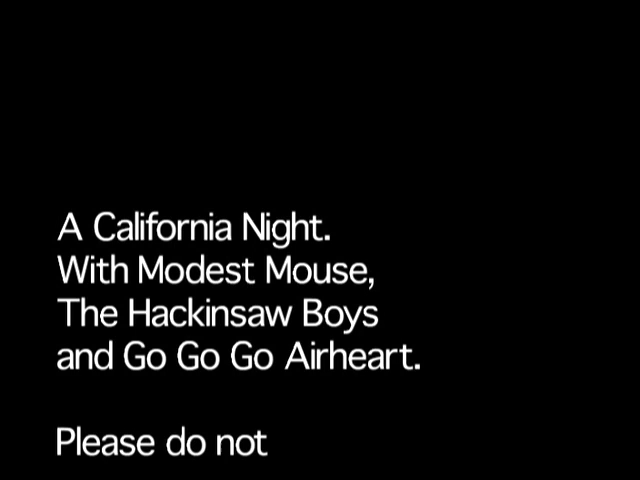 A California Night.
With Modest Mouse,
The Hackinsaw Boys
and Go Go Go Airheart.
Please do not